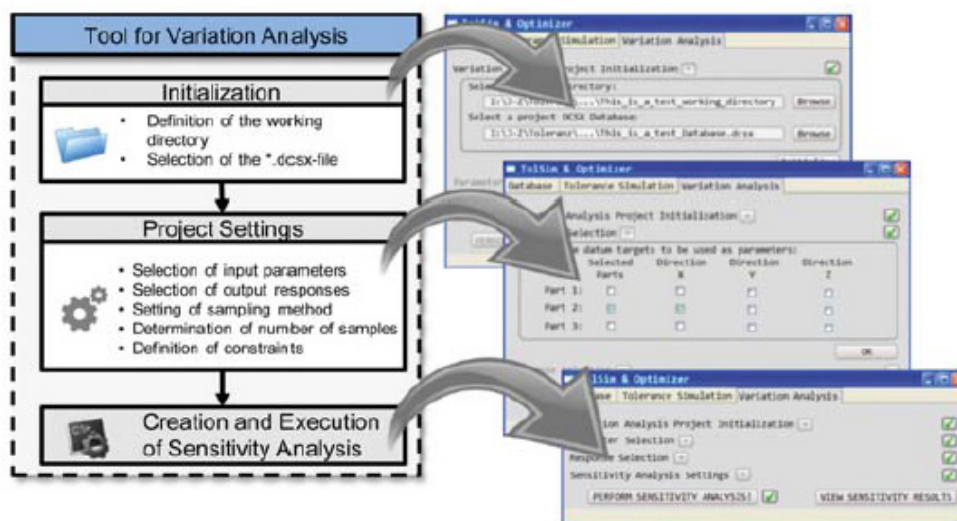 Tool for Variation Analysis
Initialization
• Definition of the working
directory
• Selection of the *.dcsx-file
Project Settings
• Selection of input parameters
• Selection of output responses
• Setting of sampling method
• Determination of number of samples
• Definition of constraints
Creation and Execution
of Sensitivity Analysis
TolSim & Optimizer
Simulation Variation Analysis
Variation Project Initialization
Browse
Select a project DCSX Database:
Browse
TolSim & Optimizer
Database Tolerance Simulation Variation Analysis
Analysis Project Initialization
Selection
datum targets to be used as parameters:
Selected Direction Direction Direction
Parts X Y Z
Part 1:
Part 2:
Part 3:
OK
& Optimizer
Tolerance Simulation Variation Analysis
Analysis Project Initialization
Selection
Response Selection
Sensitivity Analysis Settings
PERFORM SENSITIVITY ANALYSIS! VIEW SENSITIVITY RESULTS